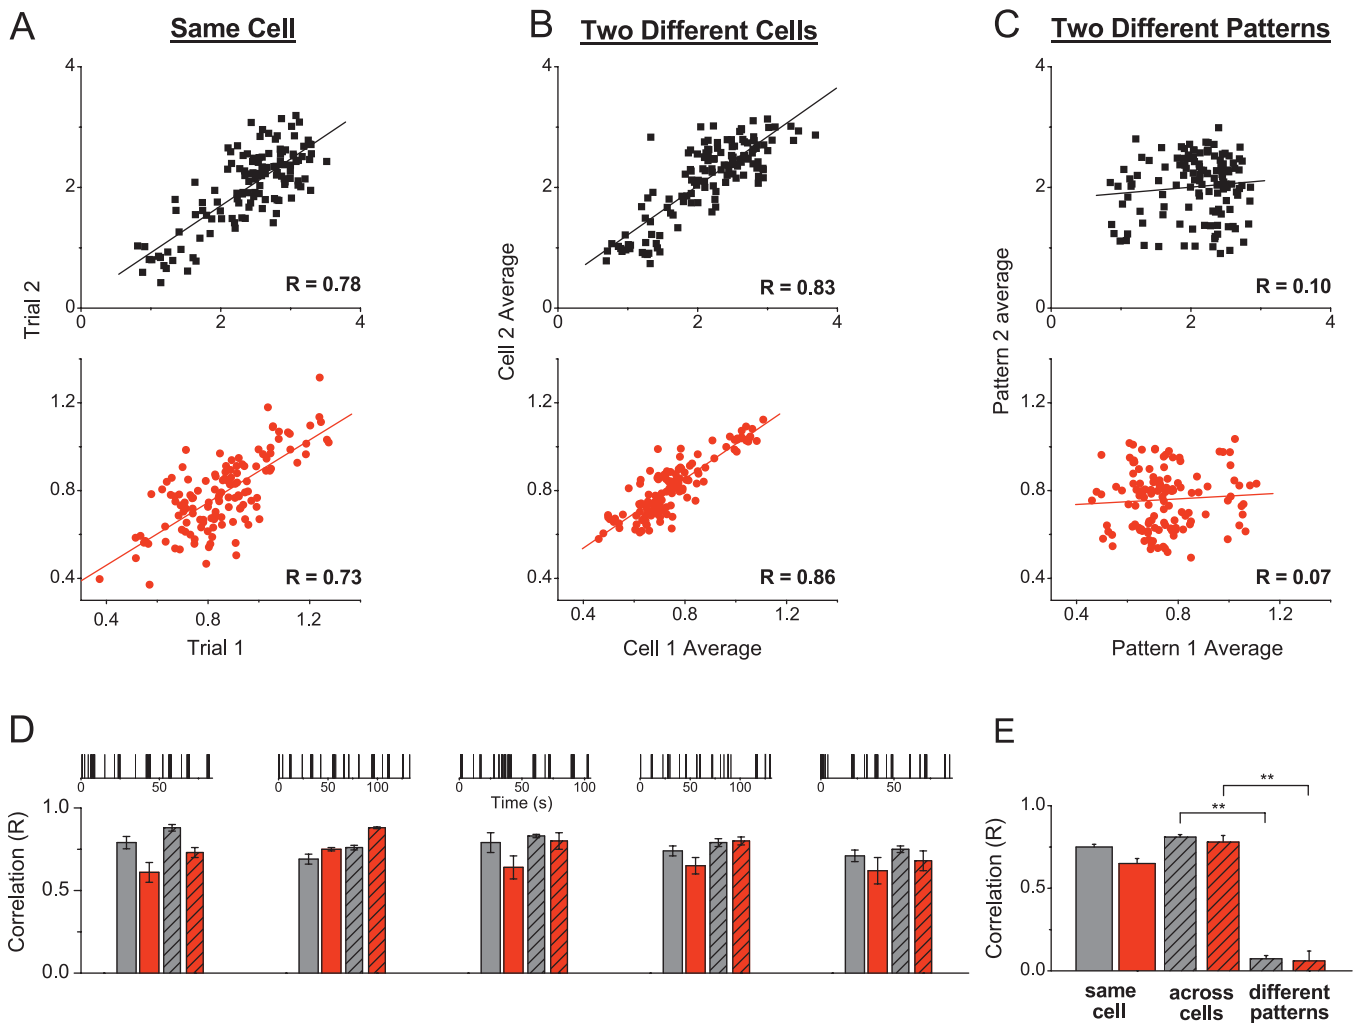 A
Same Cell
B
Two Different Cells
C
Two Different Patterns
4
2
0
Trial 2
R = 0.78
0
2
4
4
2
0
Cell 2 Average
R = 0.83
0
2
4
4
2
0
Pattern 2 average
R = 0.10
0
2
4
1.2
0.8
0.4
R = 0.73
0.4
0.8
1.2
Trial 1
1.2
0.8
0.4
R = 0.86
0.4
0.8
1.2
Cell 1 Average
1.2
0.8
0.4
R = 0.07
0.4
0.8
1.2
Pattern 1 Average
D
0
50
0
50
100
0
50
100
Time (s)
0
50
100
0
50
1.0
0.5
0.0
Correlation (R)
E
**
**
1.0
0.5
0.0
Correlation (R)
same
cell
across
cells
different
patterns